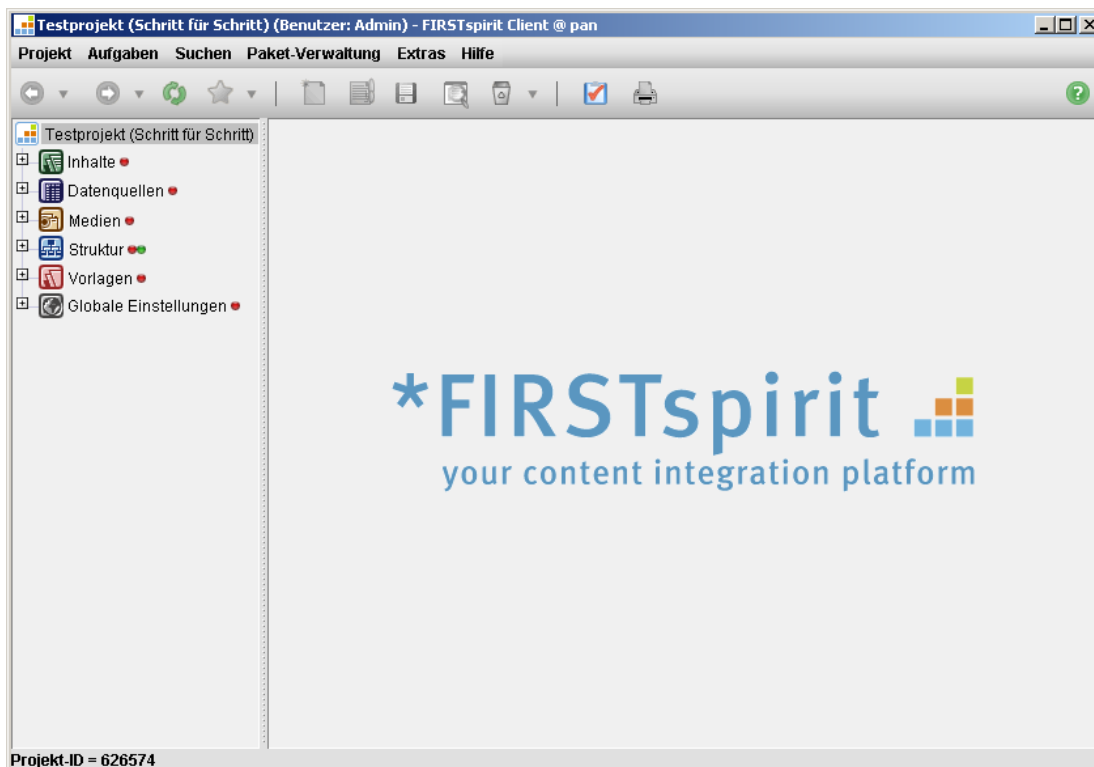 Testprojekt (Schritt für Schritt) (Benutzer: Admin) - FIRSTspirit Client @ pan
Projekt Aufgaben Suchen Paket-Verwaltung Extras Hilfe
?
Testprojekt (Schritt für Schritt)
Inhalte
Datenquellen
Medien
Struktur
Vorlagen
Globale Einstellungen
*FIRSTspirit
your content integration platform
Projekt-ID = 626574